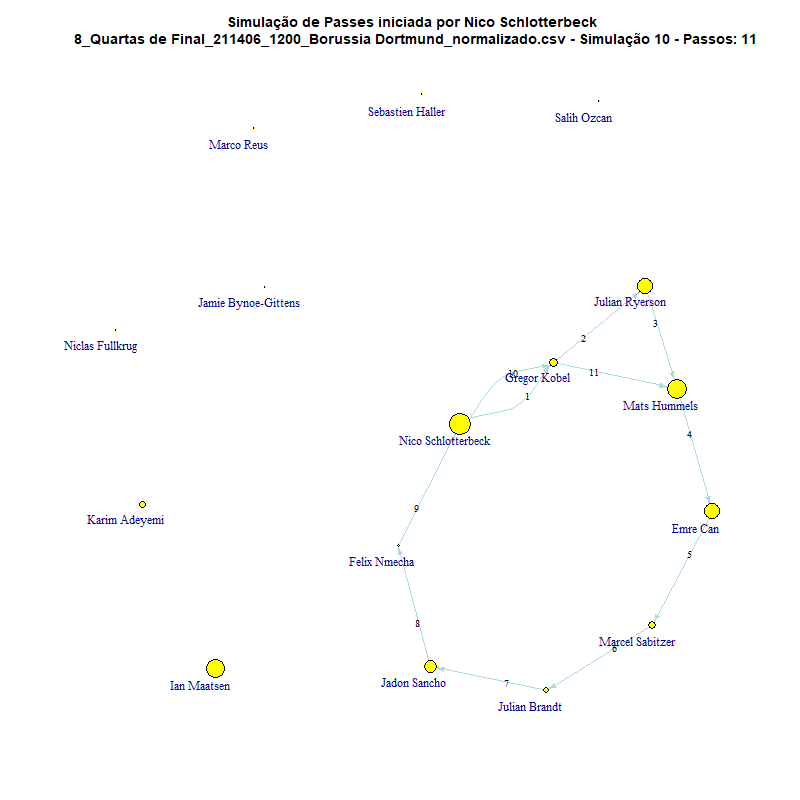 Simulação de Passes iniciada por Nico Schlotterbeck
8_Quartas de Final_211406_1200_Borussia Dortmund_normalizado.csv - Simulação 10 - Passos: 11
Sebastien Haller
Salih Ozcan
Marco Reus
Jamie Bynoe-Gittens
Julian Ryerson
3
2
Niclas Fullkrug
10
11
Gregor Kobel
1
Mats Hummels
4
Nico Schlotterbeck
9
Karim Adeyemi
Emre Can
5
Felix Nmecha
8
Marcel Sabitzer
6
Jadon Sancho
7
Ian Maatsen
Julian Brandt